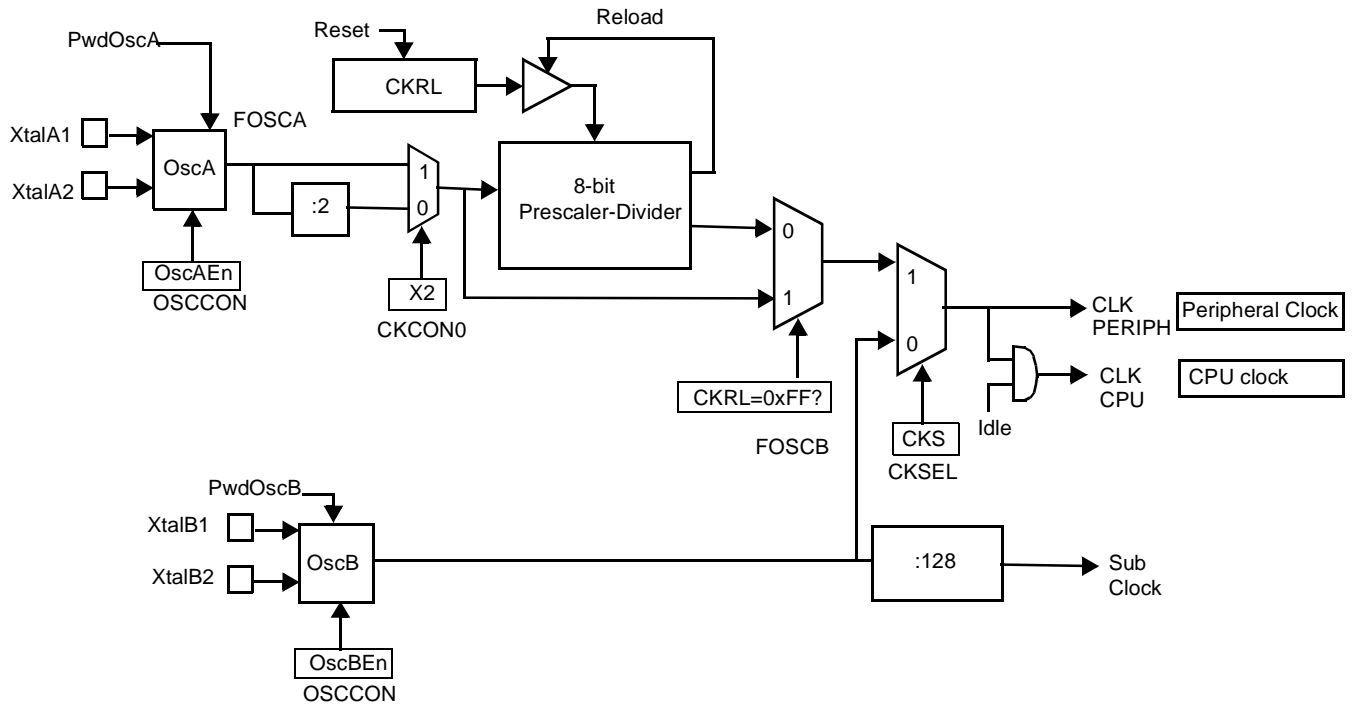 Reload
Reset
PwdOscA
CKRL
FOSCA
XtalA1
OscA
XtalA2
1
0
:2
8-bit
Prescaler-Divider
0
1
OscAEn
OSCCON
X2
CKCON0
1
0
CLK
PERIPH
Peripheral Clock
CLK
CPU
CPU clock
CKRL=0xFF?
Idle
FOSCB
CKS
CKSEL
PwdOscB
XtalB1
OscB
XtalB2
:128
Sub
Clock
OscBEn
OSCCON